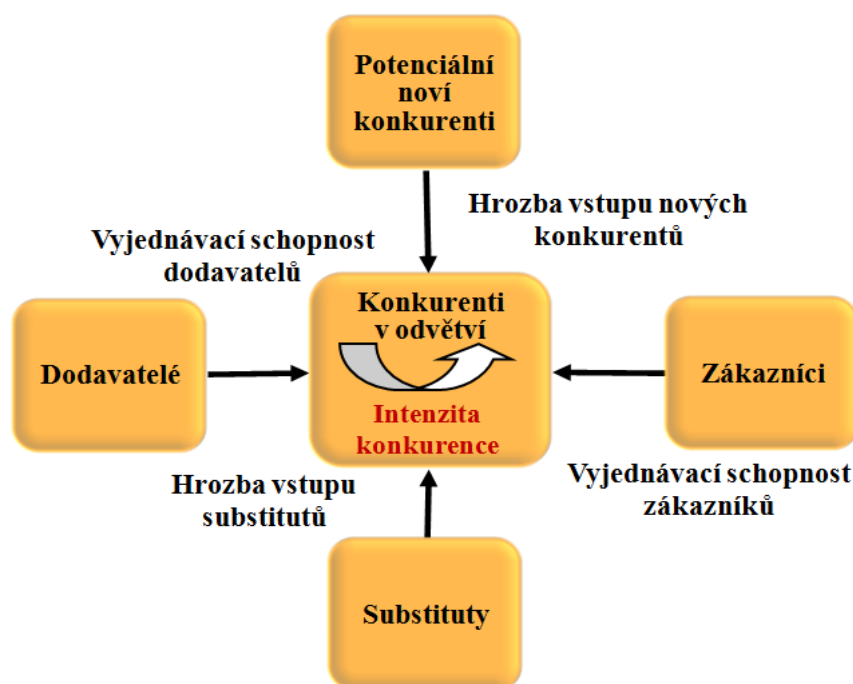 Potenciální
noví
konkurenti
Hrozba vstupu nových
konkurentů
Vyjednávací schopnost
dodavatelů
Konkurenti
v odvětví
Intenzita
konkurence
Dodavatelé
Zákazníci
Hrozba vstupu
substitutů
Vyjednávací schopnost
zákazníků
Substituty